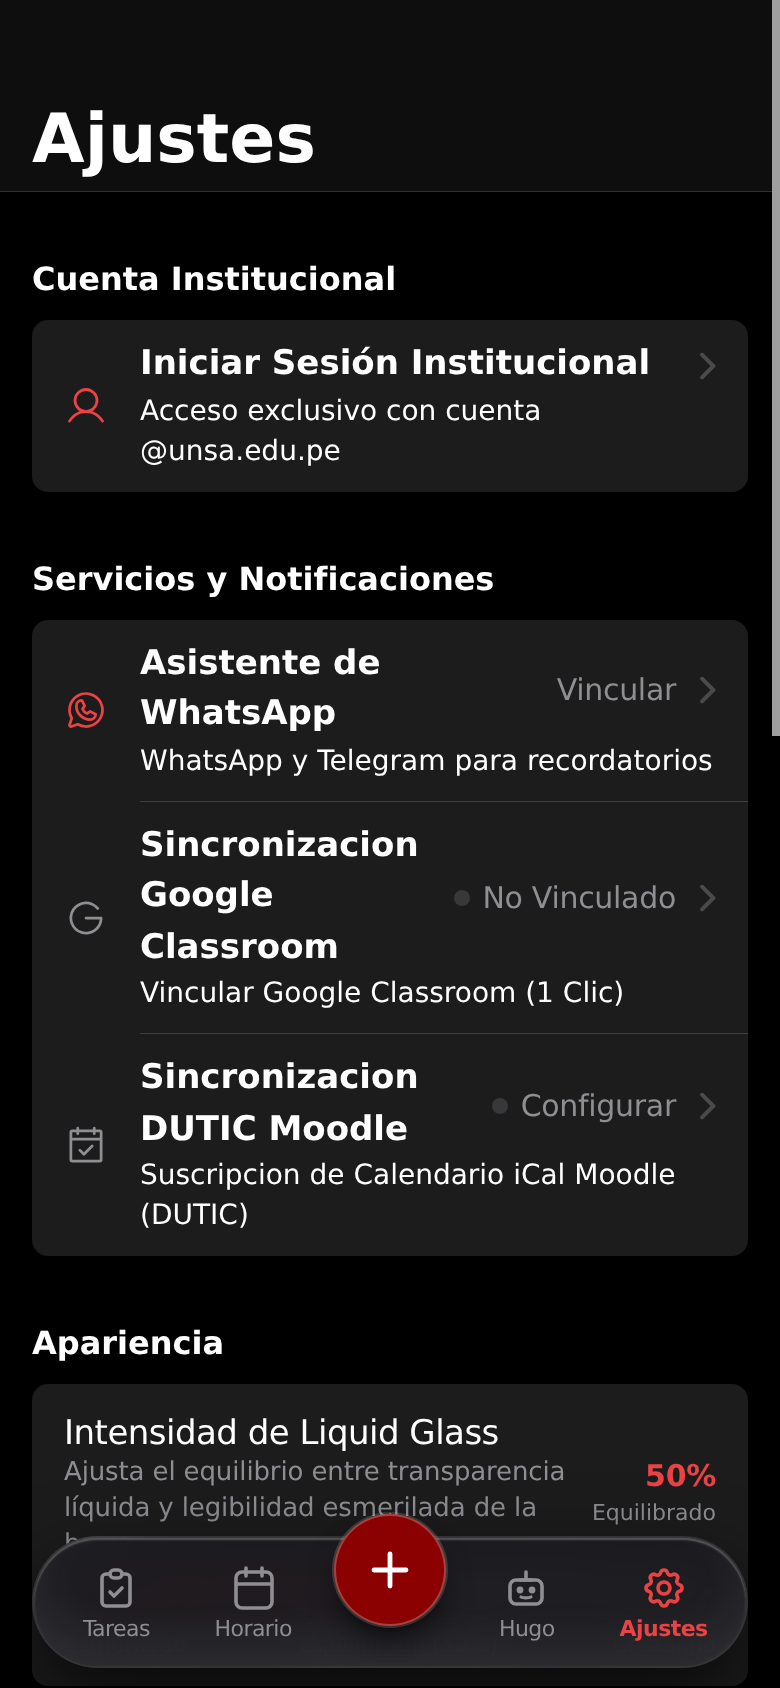 Ajustes
Cuenta Institucional
Iniciar Sesión Institucional
Acceso exclusivo con cuenta
@unsa.edu.pe
Servicios y Notificaciones
Asistente de
WhatsApp
Vincular
WhatsApp y Telegram para recordatorios
Sincronizacion
Google
Classroom
No Vinculado
Vincular Google Classroom (1 Clic)
Sincronizacion
DUTIC Moodle
Configurar
Suscripcion de Calendario iCal Moodle
(DUTIC)
Apariencia
Intensidad de Liquid Glass
Ajusta el equilibrio entre transparencia
líquida y legibilidad esmerilada de la
50%
Equilibrado
Tareas
Horario
Hugo
Ajustes